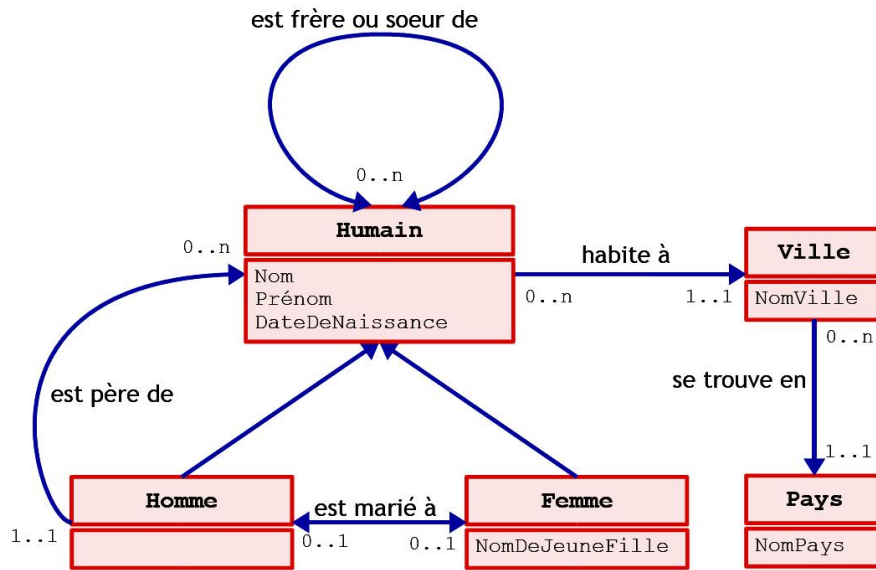 est frère ou soeur de
0..n
Humain
Nom
Prénom
DateDeNaissance
0..n
habite à
0..n
1..1
Ville
NomVille
0..n
se trouve en
1..1
Pays
NomPays
est père de
1..1
Homme
est marié à
0..1
0..1
Femme
NomDeJeuneFille